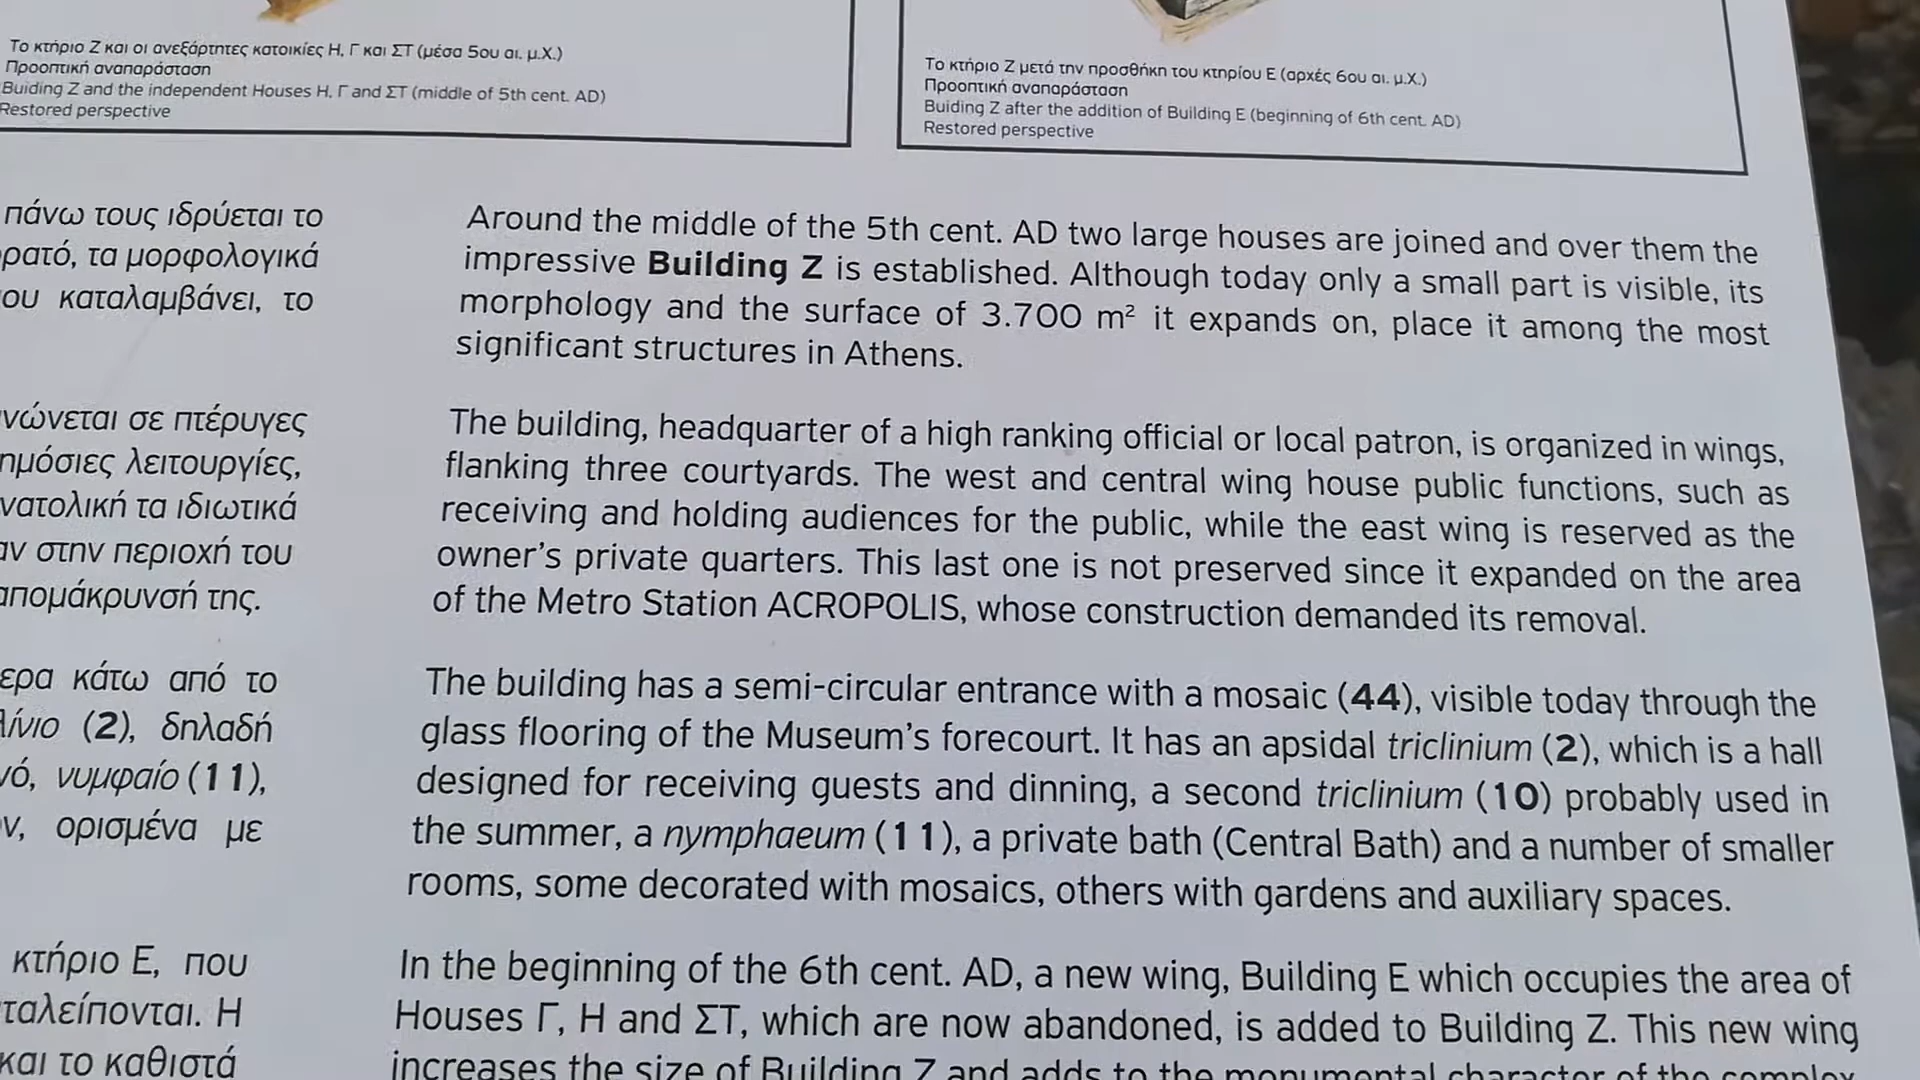 Το κτήριο Ζ και οι ανεξάρτητες κατοικίες Η, Γ και ΣΤ (μέσα 5ου αι. μ.Χ.)
Προοπτική αναπαράσταση
Buiding Z and the independent Houses H, Γ and ΣΤ (middle of 5th cent. AD)
Restored perspective
Το κτήριο Ζ μετά την προσθήκη του κτηρίου Ε (αρχές 6ου αι. μ.Χ.)
Προοπτική αναπαράσταση
Buiding Z after the addition of Building E (beginning of 6th cent. AD)
Restored perspective
πάνω τους ιδρύεται το
τα μορφολογικά
καταλαμβάνει, το
σε πτέρυγες
λειτουργίες,
τα ιδιωτικά
στην περιοχή του
απομάκρυνσή της.
κάτω από το
(2), δηλαδή
νυμφαίο (11),
ορισμένα με
κτήριο Ε, που
Η
και το καθιστά
Around the middle of the 5th cent. AD two large houses are joined and over them the
impressive Building Z is established. Although today only a small part is visible, its
morphology and the surface of 3.700 m² it expands on, place it among the most
significant structures in Athens.
The building, headquarter of a high ranking official or local patron, is organized in wings,
flanking three courtyards. The west and central wing house public functions, such as
receiving and holding audiences for the public, while the east wing is reserved as the
owner's private quarters. This last one is not preserved since it expanded on the area
of the Metro Station ACROPOLIS, whose construction demanded its removal.
The building has a semi-circular entrance with a mosaic (44), visible today through the
glass flooring of the Museum's forecourt. It has an apsidal triclinium (2), which is a hall
designed for receiving guests and dinning, a second triclinium (10) probably used in
the summer, a nymphaeum (11), a private bath (Central Bath) and a number of smaller
rooms, some decorated with mosaics, others with gardens and auxiliary spaces.
In the beginning of the 6th cent. AD, a new wing, Building E which occupies the area of
Houses Γ, H and ΣΤ, which are now abandoned, is added to Building Z. This new wing
increases the size of Building Z and adds to the monumental character of the complex